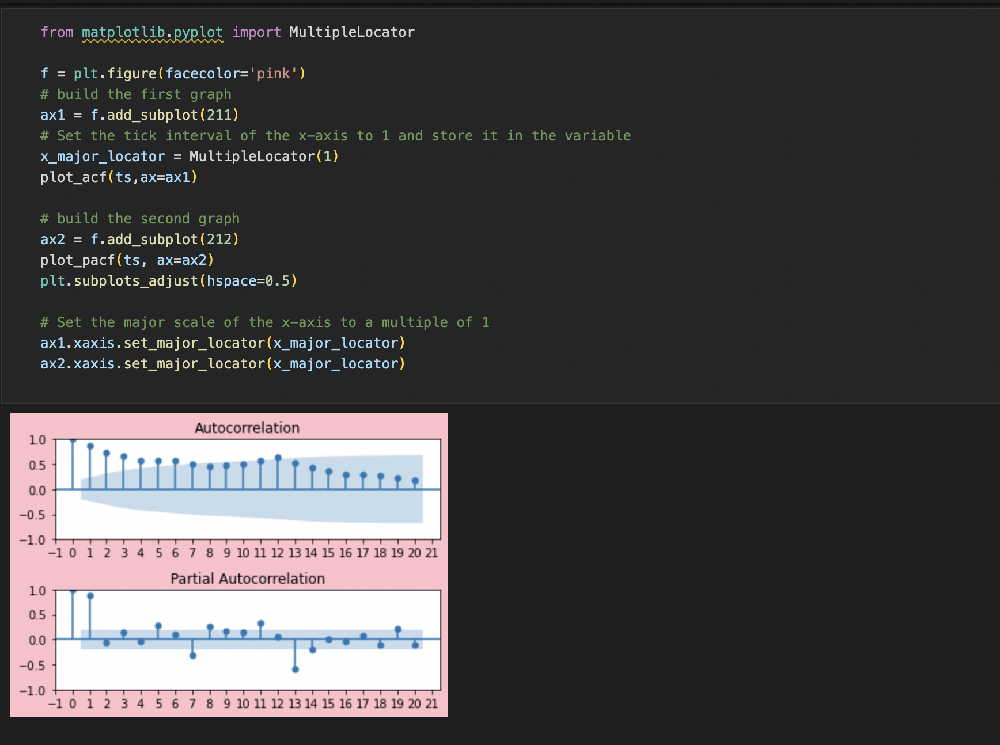 from matplotlib.pyplot import MultipleLocator
f = plt.figure(facecolor='pink')
# build the first graph
ax1 = f.add_subplot(211)
# Set the tick interval of the x-axis to 1 and store it in the variable
x_major_locator = MultipleLocator(1)
plot_acf(ts,ax=ax1)
# build the second graph
ax2 = f.add_subplot(212)
plot_pacf(ts, ax=ax2)
plt.subplots_adjust(hspace=0.5)
# Set the major scale of the x-axis to a multiple of 1
ax1.xaxis.set_major_locator(x_major_locator)
ax2.xaxis.set_major_locator(x_major_locator)
Autocorrelation
1.0
0.5
0.0
−0.5
−1.0
−1 0 1 2 3 4 5 6 7 8 9 10 11 12 13 14 15 16 17 18 19 20 21
Partial Autocorrelation
1.0
0.5
0.0
−0.5
−1.0
−1 0 1 2 3 4 5 6 7 8 9 10 11 12 13 14 15 16 17 18 19 20 21